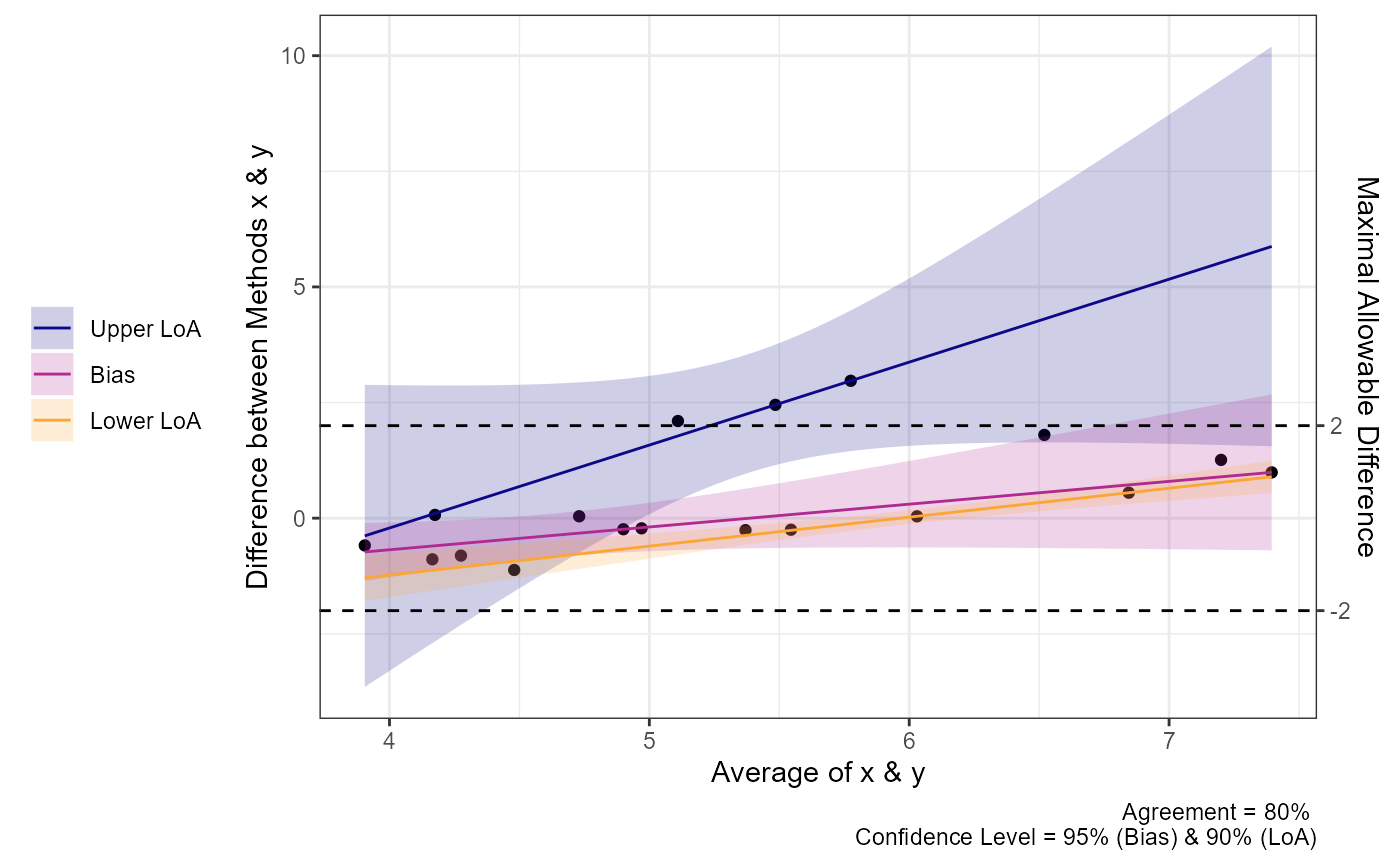 Upper LoA
Bias
Lower LoA
Difference between Methods x & y
10
5
0
2
-2
Maximal Allowable Difference
4
5
6
7
Average of x & y
Agreement = 80%
Confidence Level = 95% (Bias) & 90% (LoA)